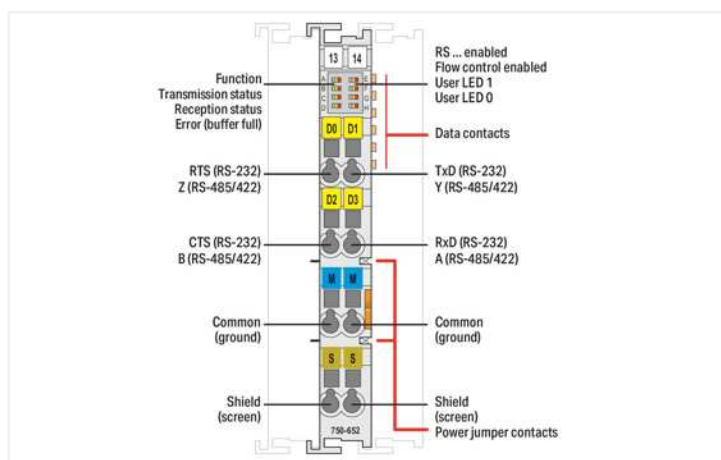 13 14
Function
Transmission status
Reception status
Error (buffer full)
RS ... enabled
Flow control enabled
User LED 1
User LED 0
A
B
C
D
E
F
G
H
Data contacts
D0 D1
RTS (RS-232)
Z (RS-485/422)
TxD (RS-232)
Y (RS-485/422)
D2 D3
CTS (RS-232)
B (RS-485/422)
RxD (RS-232)
A (RS-485/422)
M M
Common
(ground)
Common
(ground)
S S
Shield
(screen)
Shield
(screen)
Power jumper contacts
750-652